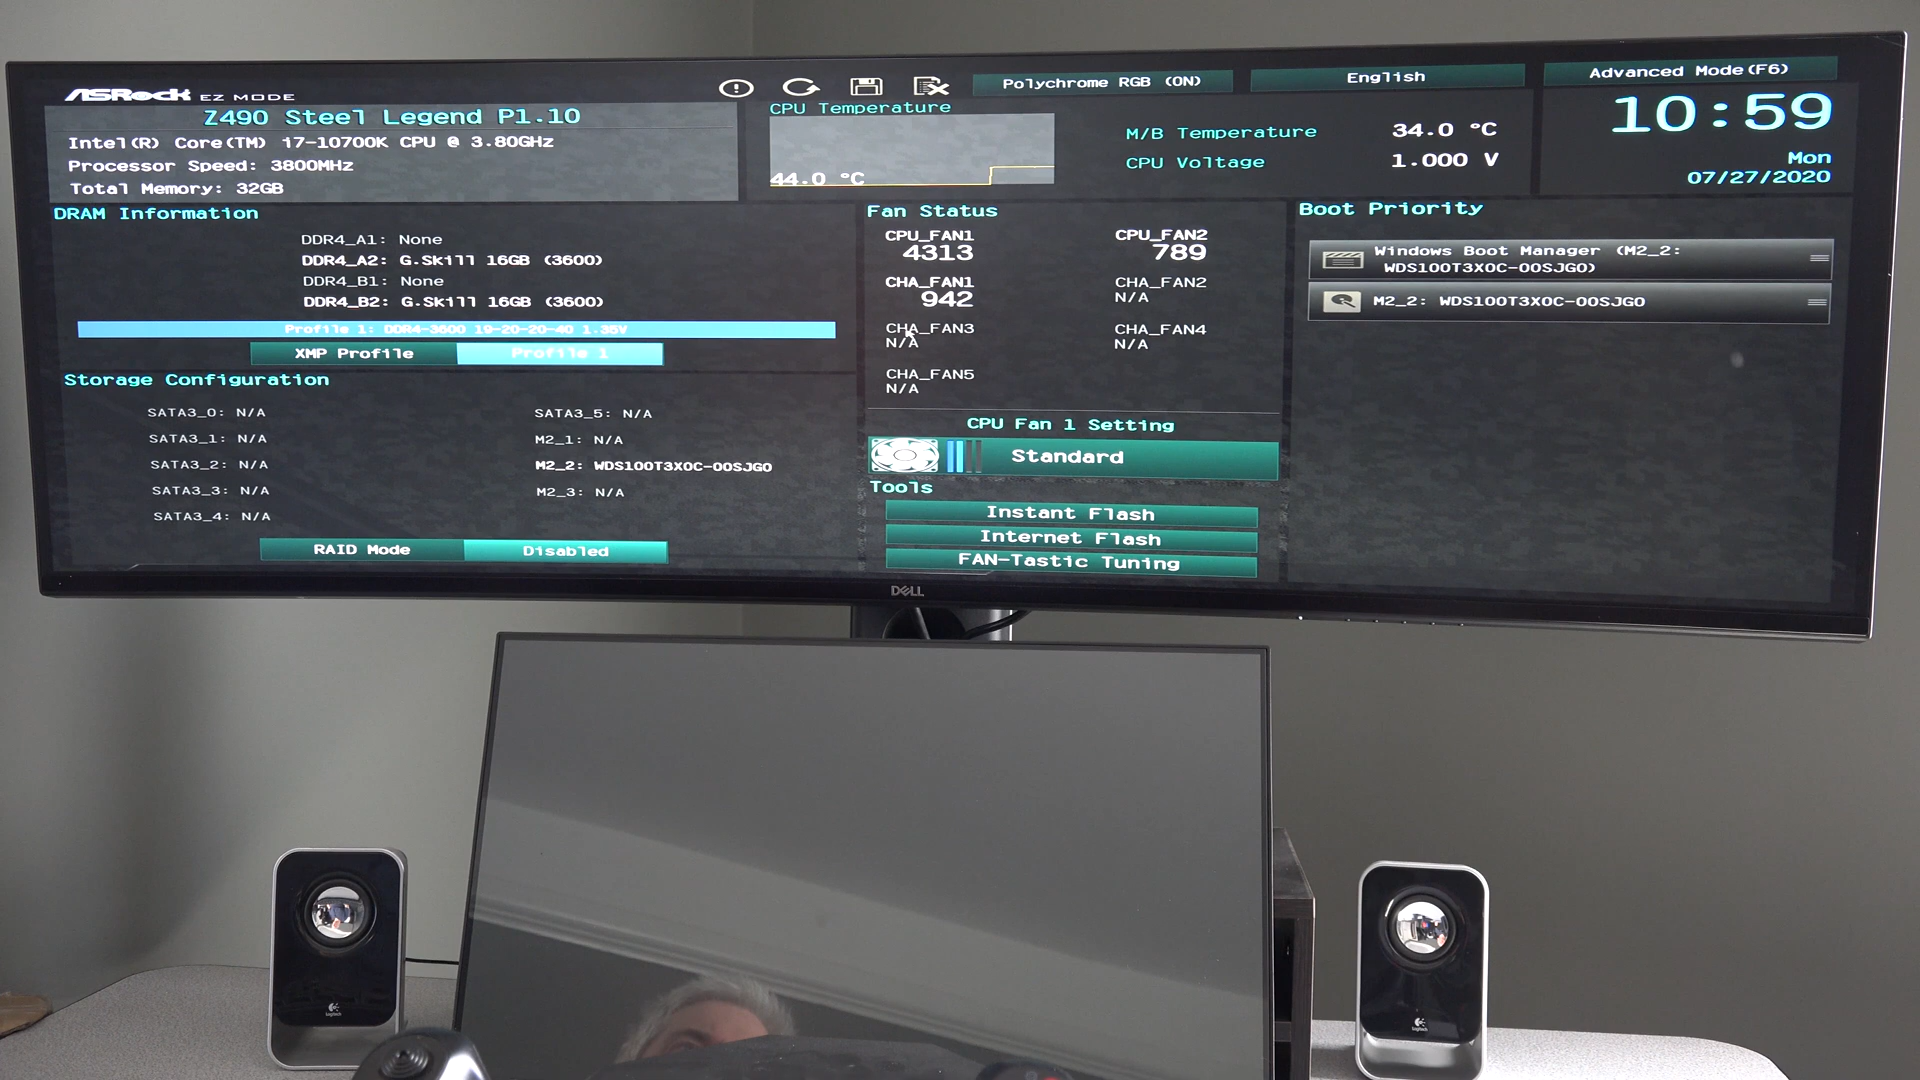 ASRock EZ MODE
Polychrome RGB (ON)
English
Advanced Mode(F6)
Z490 Steel Legend P1.10
Intel(R) Core(TM) i7-10700K CPU @ 3.80GHz
Processor Speed: 3800MHz
Total Memory: 32GB
CPU Temperature
44.0 °C
M/B Temperature 34.0 °C
CPU Voltage 1.000 V
10:59
Mon
07/27/2020
DRAM Information
DDR4_A1: None
DDR4_A2: G.Skill 16GB (3600)
DDR4_B1: None
DDR4_B2: G.Skill 16GB (3600)
Profile 1: DDR4-3600 19-20-20-40 1.35V
XMP Profile Profile 1
Storage Configuration
SATA3_0: N/A
SATA3_1: N/A
SATA3_2: N/A
SATA3_3: N/A
SATA3_4: N/A
SATA3_5: N/A
M2_1: N/A
M2_2: WDS100T3X0C-00SJG0
M2_3: N/A
RAID Mode Disabled
Fan Status
CPU_FAN1
4313
CPU_FAN2
789
CHA_FAN1
942
CHA_FAN2
N/A
CHA_FAN3
N/A
CHA_FAN4
N/A
CHA_FAN5
N/A
CPU Fan 1 Setting
Standard
Tools
Instant Flash
Internet Flash
FAN-Tastic Tuning
Boot Priority
Windows Boot Manager (M2_2:
WDS100T3X0C-00SJG0)
M2_2: WDS100T3X0C-00SJG0
DELL
Logitech
Logitech